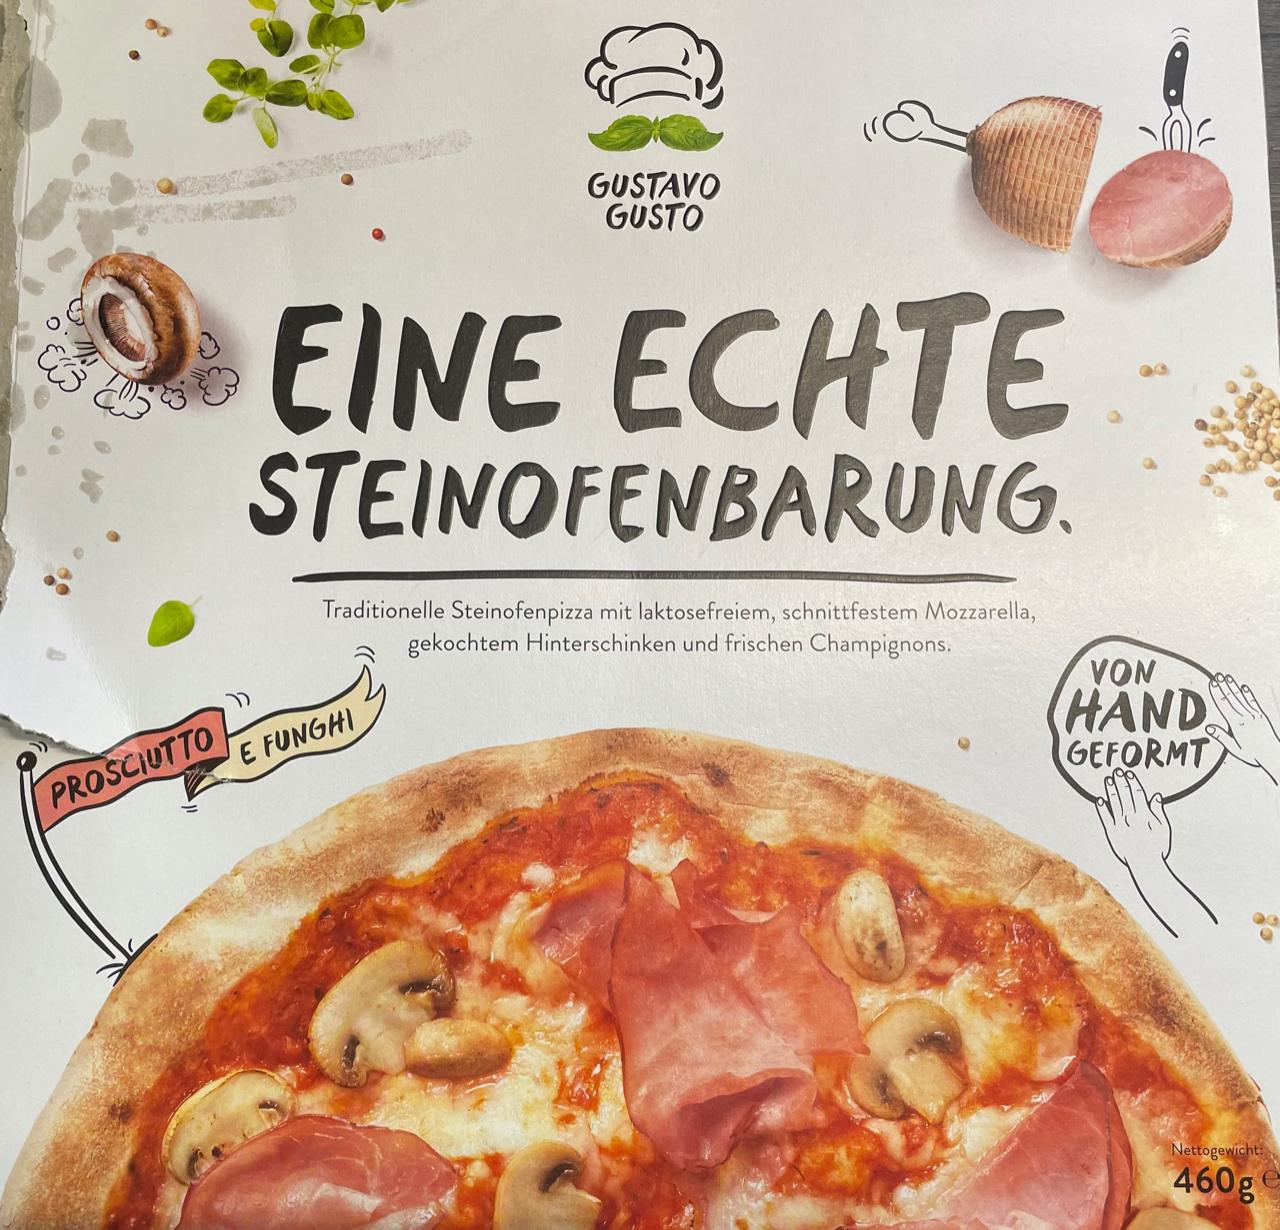 GUSTAVO
GUSTO
EINE ECHTE
STEINOFENBARUNG.
Traditionelle Steinofenpizza mit laktosefreiem, schnittfestem Mozzarella,
gekochtem Hinterschinken und frischen Champignons.
VON
HAND
GEFORMT
PROSCIUTTO E FUNGHI
Nettogewicht:
460g e